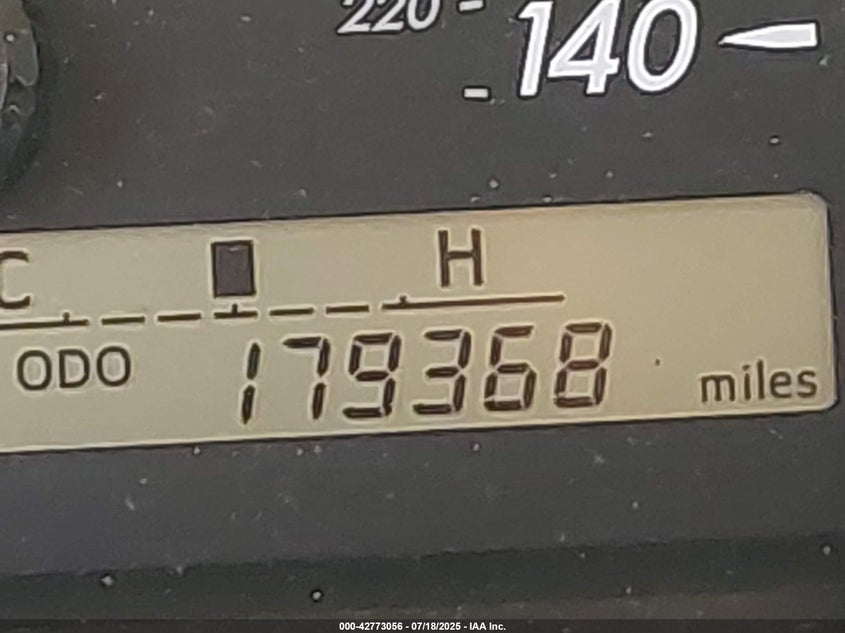 220 140
C H
ODO 179368 miles
000-42773056 - 07/18/2025 - IAA Inc.